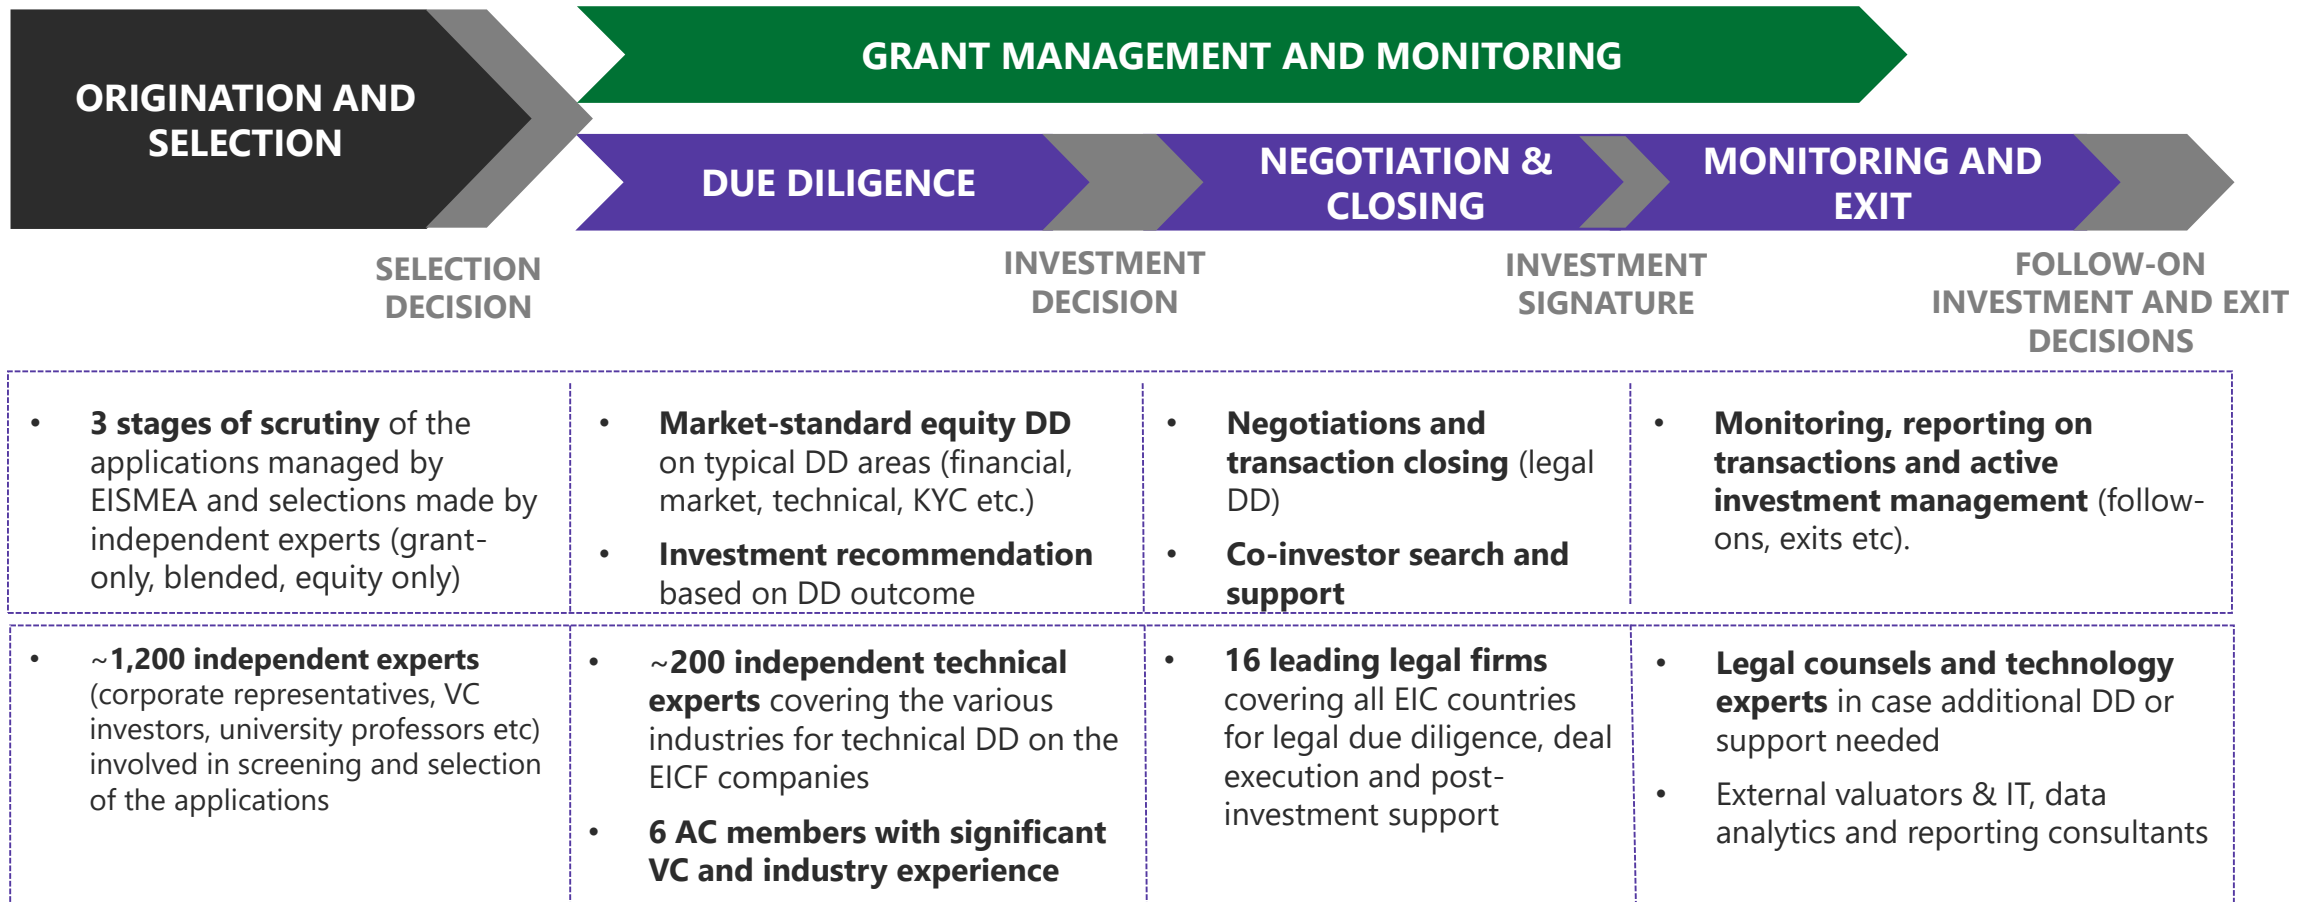 ORIGINATION AND
SELECTION
GRANT MANAGEMENT AND MONITORING
DUE DILIGENCE
NEGOTIATION &
CLOSING
MONITORING AND
EXIT
SELECTION
DECISION
INVESTMENT
DECISION
INVESTMENT
SIGNATURE
FOLLOW-ON
INVESTMENT AND EXIT
DECISIONS
• 3 stages of scrutiny of the
applications managed by
EISMEA and selections made by
independent experts (grant-
only, blended, equity only)
• Market-standard equity DD
on typical DD areas (financial,
market, technical, KYC etc.)
• Investment recommendation
based on DD outcome
• Negotiations and
transaction closing (legal
DD)
• Co-investor search and
support
• Monitoring, reporting on
transactions and active
investment management (follow-
ons, exits etc).
• ~1,200 independent experts
(corporate representatives, VC
investors, university professors etc)
involved in screening and selection
of the applications
• ~200 independent technical
experts covering the various
industries for technical DD on the
EICF companies
• 6 AC members with significant
VC and industry experience
• 16 leading legal firms
covering all EIC countries
for legal due diligence, deal
execution and post-
investment support
• Legal counsels and technology
experts in case additional DD or
support needed
• External valuators & IT, data
analytics and reporting consultants